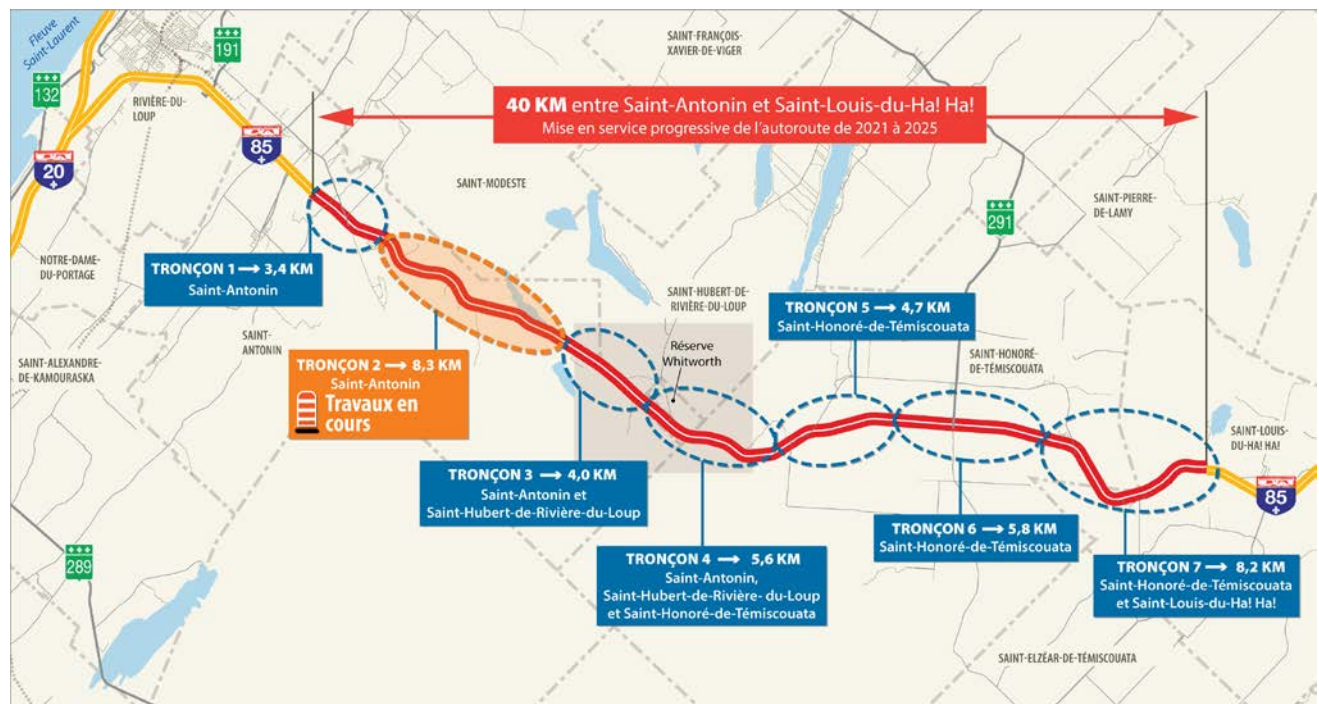 Fleuve
Saint-Laurent
132
191
RIVIÈRE-DU-
LOUP
20
85
SAINT-FRANÇOIS-
XAVIER-DE-VIGER
40 KM entre Saint-Antonin et Saint-Louis-du-Ha! Ha!
Mise en service progressive de l'autoroute de 2021 à 2025
SAINT-MODESTE
SAINT-PIERRE-
DE-LAMY
291
NOTRE-DAME-
DU-PORTAGE
TRONÇON 1 → 3,4 KM
Saint-Antonin
SAINT-HUBERT-DE-
RIVIÈRE-DU-LOUP
TRONÇON 5 → 4,7 KM
Saint-Honoré-de-Témiscouata
SAINT-
ANTONIN
SAINT-ALEXANDRE-
DE-KAMOURASKA
TRONÇON 2 → 8,3 KM
Saint-Antonin
Travaux en
cours
Réserve
Whitworth
SAINT-HONORÉ-
DE-TÉMISCOUATA
SAINT-LOUIS-
DU-HA! HA!
85
TRONÇON 3 → 4,0 KM
Saint-Antonin et
Saint-Hubert-de-Rivière-du-Loup
TRONÇON 6 → 5,8 KM
Saint-Honoré-de-Témiscouata
289
TRONÇON 4 → 5,6 KM
Saint-Antonin,
Saint-Hubert-de-Rivière- du-Loup
et Saint-Honoré-de-Témiscouata
TRONÇON 7 → 8,2 KM
Saint-Honoré-de-Témiscouata
et Saint-Louis-du-Ha! Ha!
SAINT-ELZÉAR-DE-TÉMISCOUATA